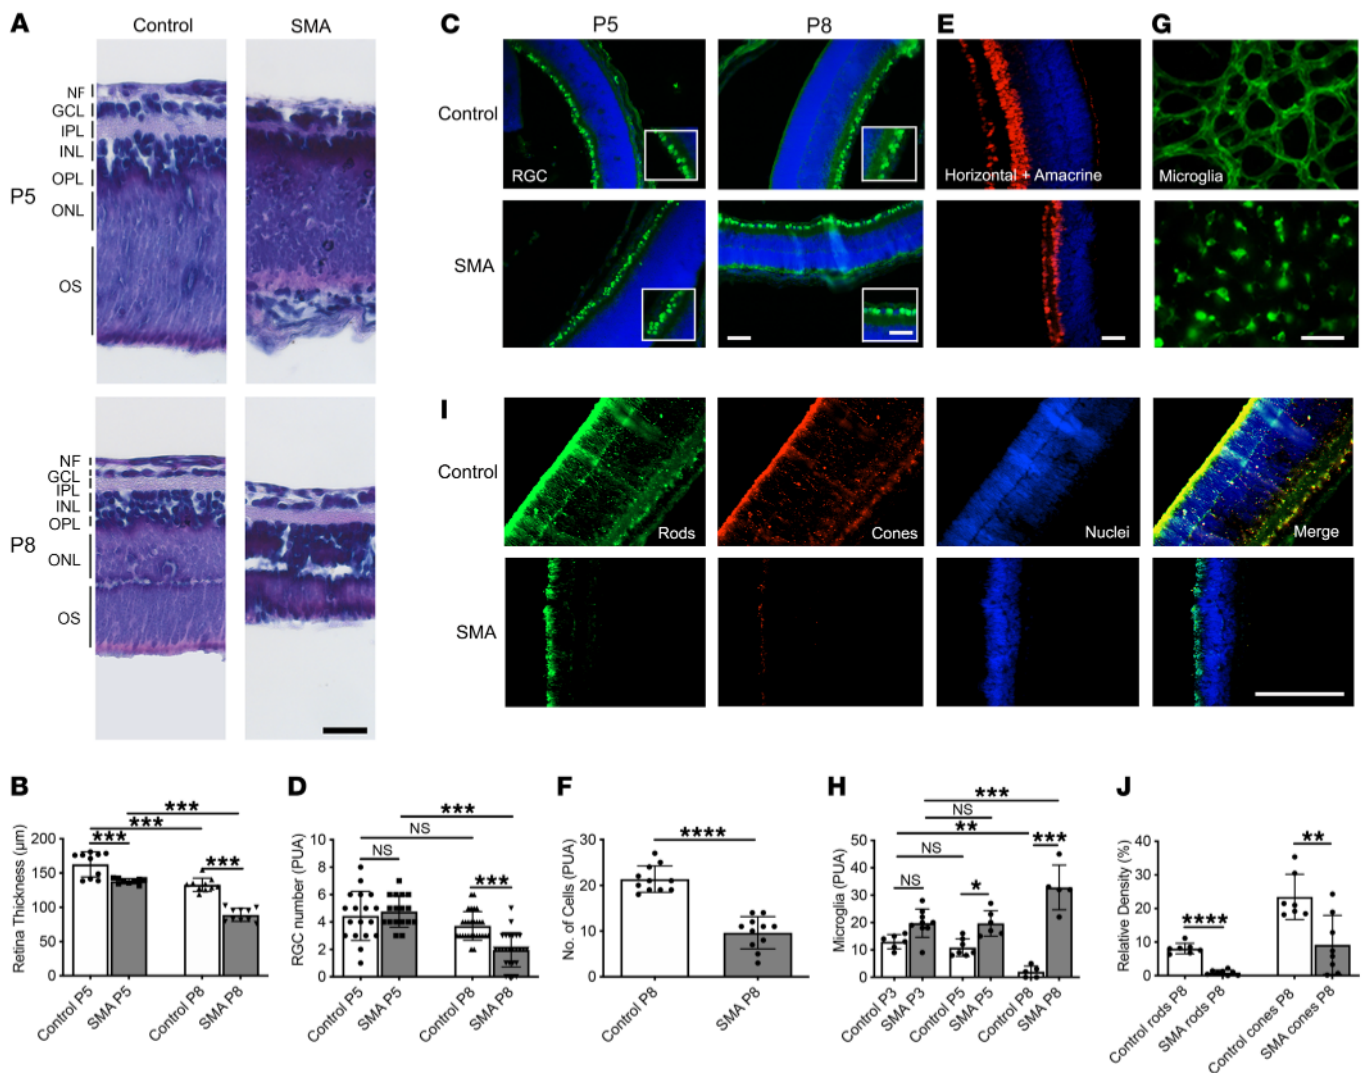 A
Control
SMA
P5
NF
GCL
IPL
INL
OPL
ONL
OS
P8
NF
GCL
IPL
INL
OPL
ONL
OS
C
P5
P8
Control
SMA
RGC
E
Horizontal + Amacrine
G
Microglia
I
Control
SMA
Rods
Cones
Nuclei
Merge
B
***
***
***
***
Retina Thickness (µm)
200
150
100
50
0
Control P5
SMA P5
Control P8
SMA P8
D
***
NS
NS
***
RGC number (PUA)
10
8
6
4
2
0
Control P5
SMA P5
Control P8
SMA P8
F
****
No. of Cells (PUA)
30
20
10
0
Control P8
SMA P8
H
***
NS
**
***
NS
NS
*
Microglia (PUA)
50
40
30
20
10
0
Control P3
SMA P3
Control P5
SMA P5
Control P8
SMA P8
J
**
****
Relative Density (%)
40
30
20
10
0
Control rods P8
SMA rods P8
Control cones P8
SMA cones P8